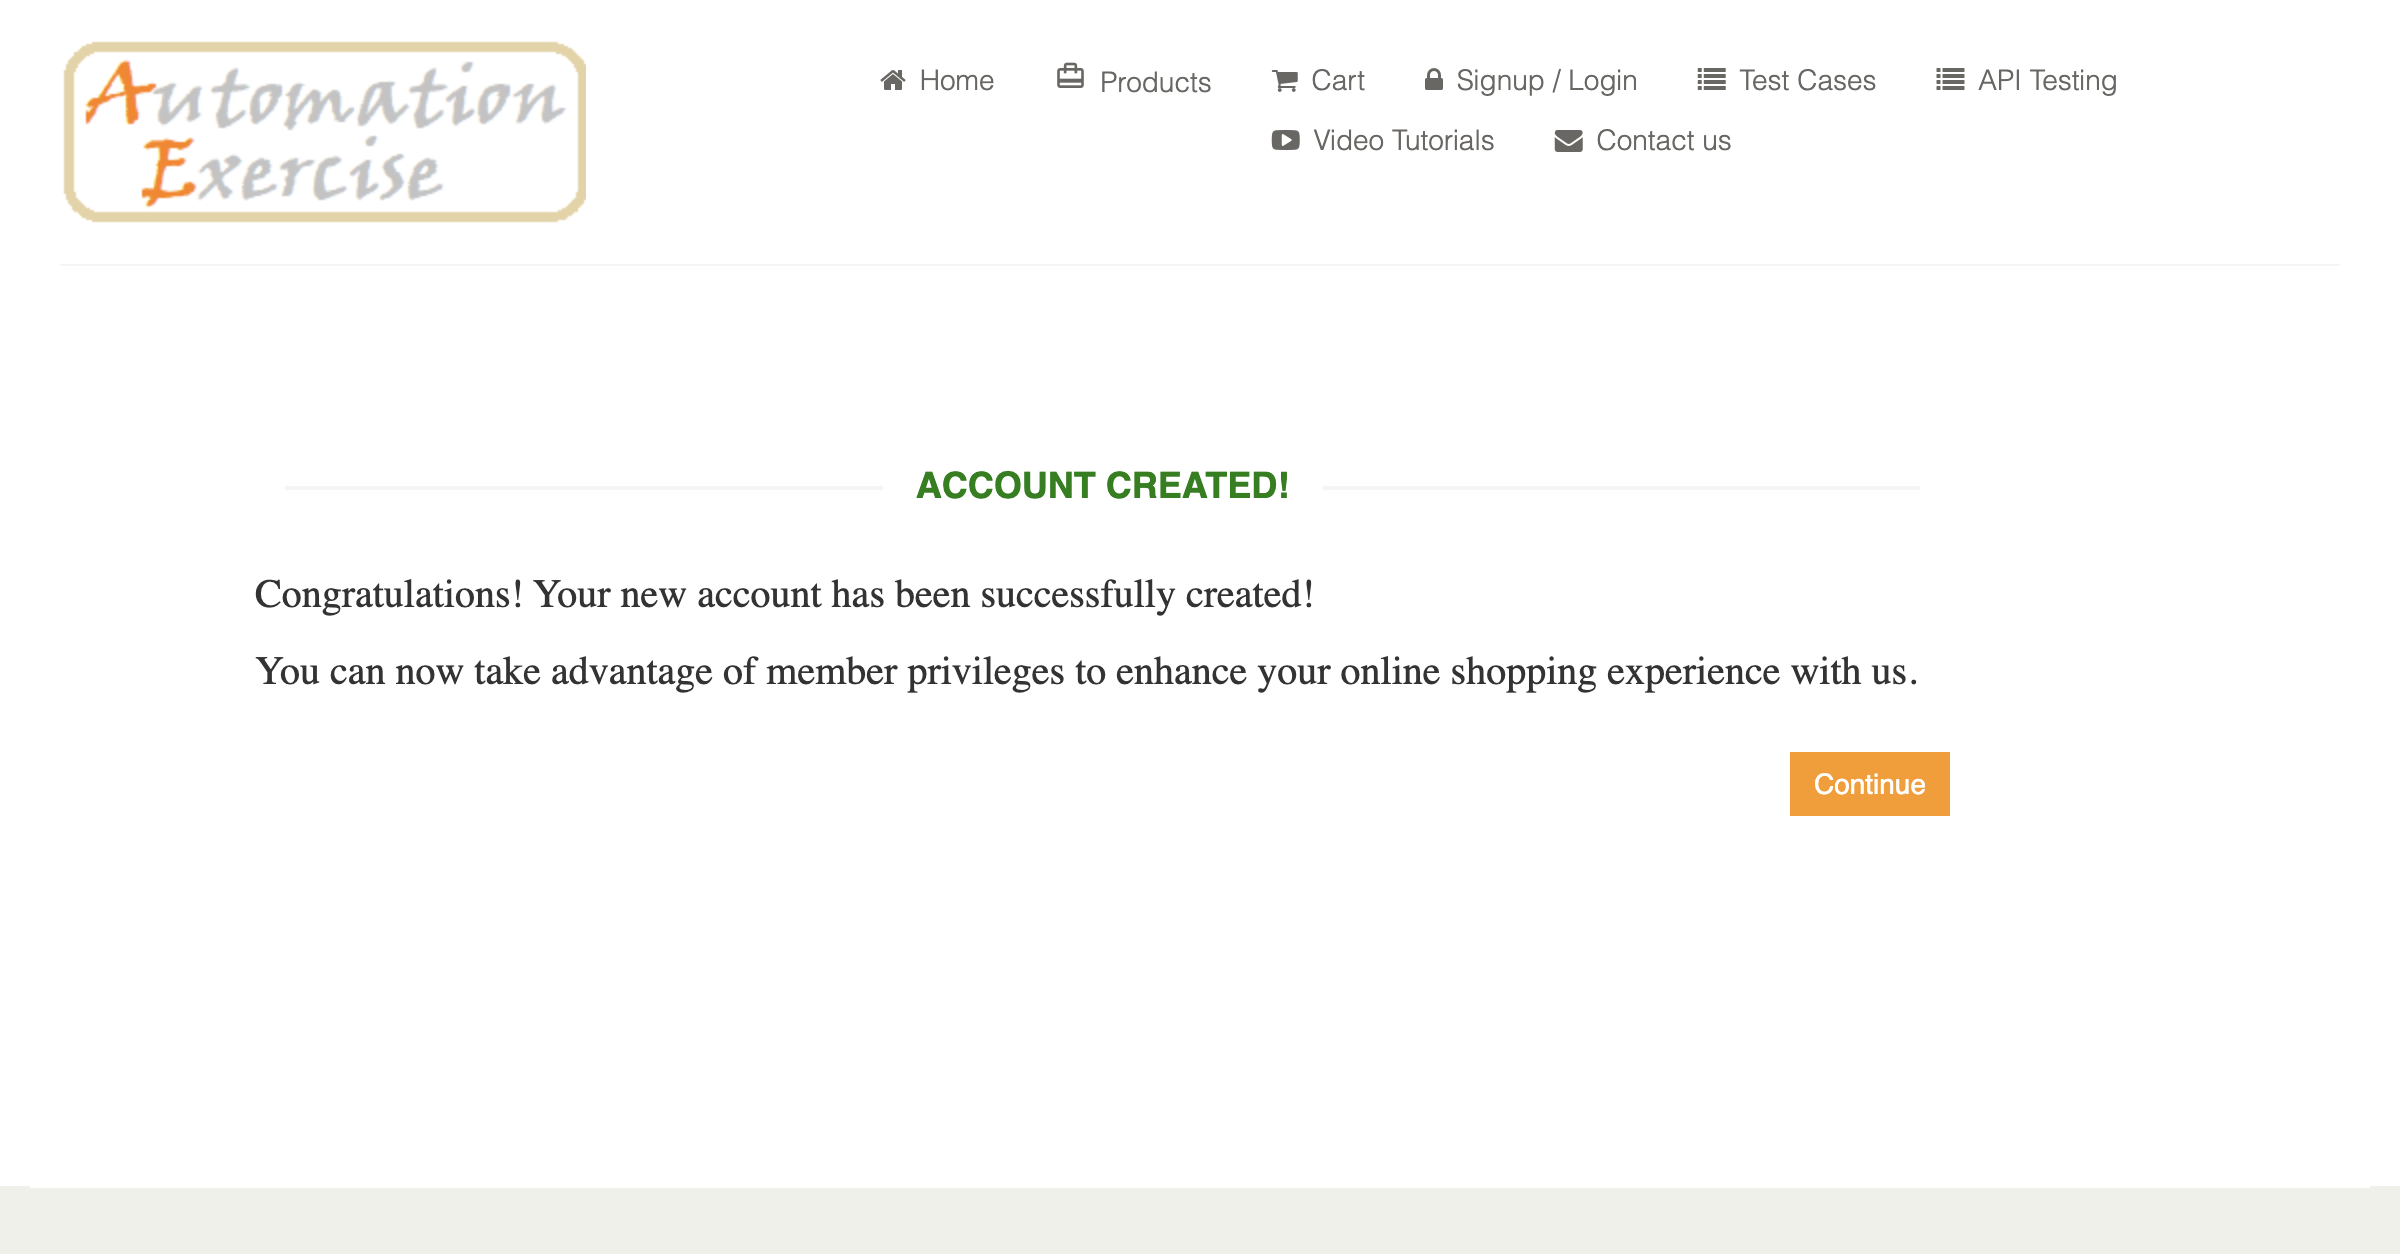 Automation
Exercise
Home Products Cart Signup / Login Test Cases API Testing
Video Tutorials Contact us
ACCOUNT CREATED!
Congratulations! Your new account has been successfully created!
You can now take advantage of member privileges to enhance your online shopping experience with us.
Continue